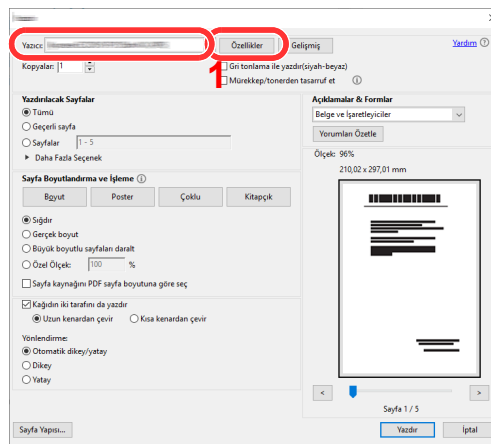 Yazıcı: Özellikler Gelişmiş Yardım ?
Kopyalar: 1 Gri tonlama ile yazdır(siyah-beyaz)
1
Mürekkep/tonerden tasarruf et
Yazdırılacak Sayfalar
Tümü
Geçerli sayfa
Sayfalar 1 - 5
Daha Fazla Seçenek
Açıklamalar & Formlar
Belge ve İşaretleyiciler
Yorumları Özetle
Sayfa Boyutlandırma ve İşleme
Boyut Poster Çoklu Kitapçık
Sığdır
Gerçek boyut
Büyük boyutlu sayfaları daralt
Özel Ölçek: 100 %
Sayfa kaynağını PDF sayfa boyutuna göre seç
Kağıdın iki tarafını da yazdır
Uzun kenardan çevir Kısa kenardan çevir
Yönlendirme:
Otomatik dikey/yatay
Dikey
Yatay
Ölçek: 96%
210,02 x 297,01 mm
< >
Sayfa 1 / 5
Sayfa Yapısı... Yazdır İptal